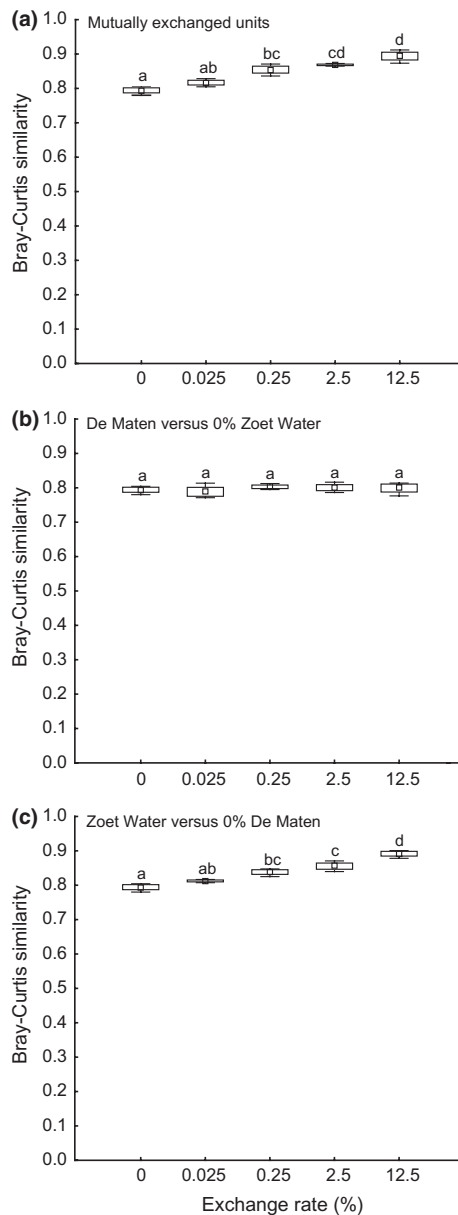 (a) Mutually exchanged units
1.0
0.9
0.8
0.7
0.6
0.5
0.4
0.3
0.2
0.1
0.0
Bray-Curtis similarity
a ab bc cd d
0 0.025 0.25 2.5 12.5
(b) De Maten versus 0% Zoet Water
1.0
0.9
0.8
0.7
0.6
0.5
0.4
0.3
0.2
0.1
0.0
Bray-Curtis similarity
a a a a a
0 0.025 0.25 2.5 12.5
(c) Zoet Water versus 0% De Maten
1.0
0.9
0.8
0.7
0.6
0.5
0.4
0.3
0.2
0.1
0.0
Bray-Curtis similarity
a ab bc c d
0 0.025 0.25 2.5 12.5
Exchange rate (%)